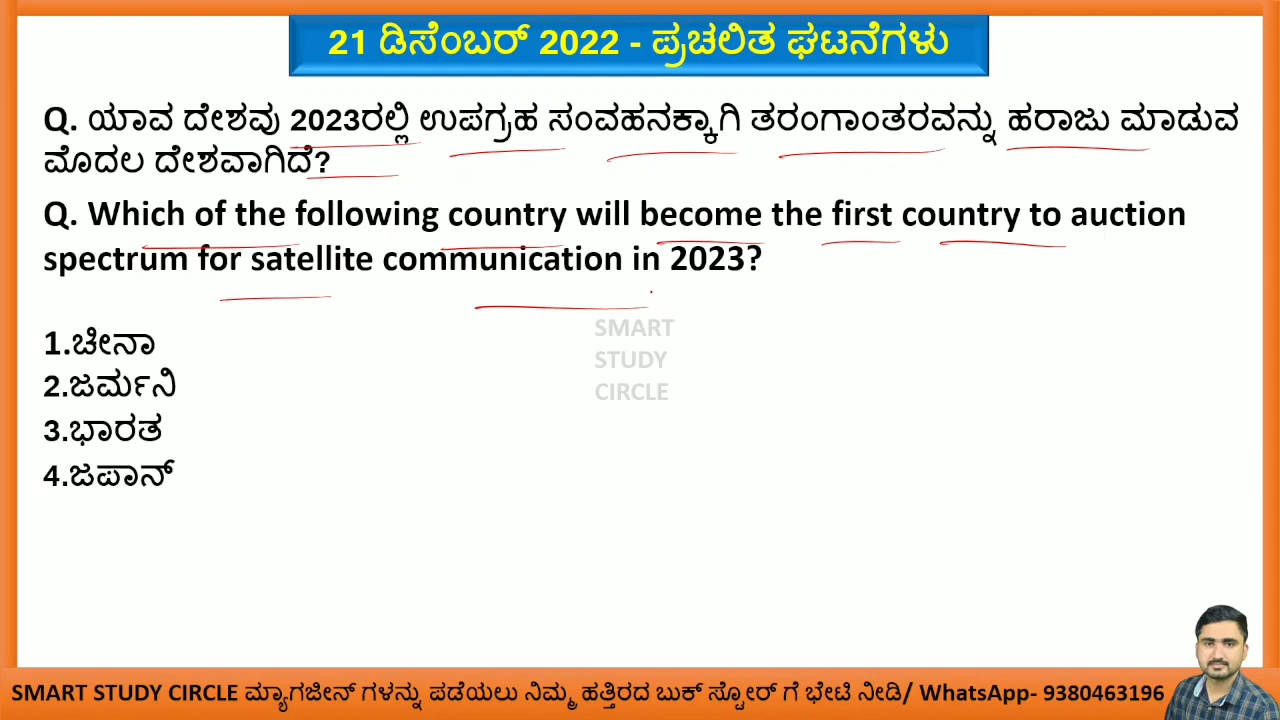 21 ಡಿಸೆಂಬರ್ 2022 - ಪ್ರಚಲಿತ ಘಟನೆಗಳು
Q. ಯಾವ ದೇಶವು 2023ರಲ್ಲಿ ಉಪಗ್ರಹ ಸಂವಹನಕ್ಕಾಗಿ ತರಂಗಾಂತರವನ್ನು ಹರಾಜು ಮಾಡುವ
ಮೊದಲ ದೇಶವಾಗಿದೆ?
Q. Which of the following country will become the first country to auction
spectrum for satellite communication in 2023?
SMART
STUDY
CIRCLE
1.ಚೀನಾ
2.ಜರ್ಮನಿ
3.ಭಾರತ
4.ಜಪಾನ್
SMART STUDY CIRCLE ಮ್ಯಾಗಜೀನ್ ಗಳನ್ನು ಪಡೆಯಲು ನಿಮ್ಮ ಹತ್ತಿರದ ಬುಕ್ ಸ್ಟೋರ್ ಗೆ ಭೇಟಿ ನೀಡಿ/ WhatsApp- 9380463196